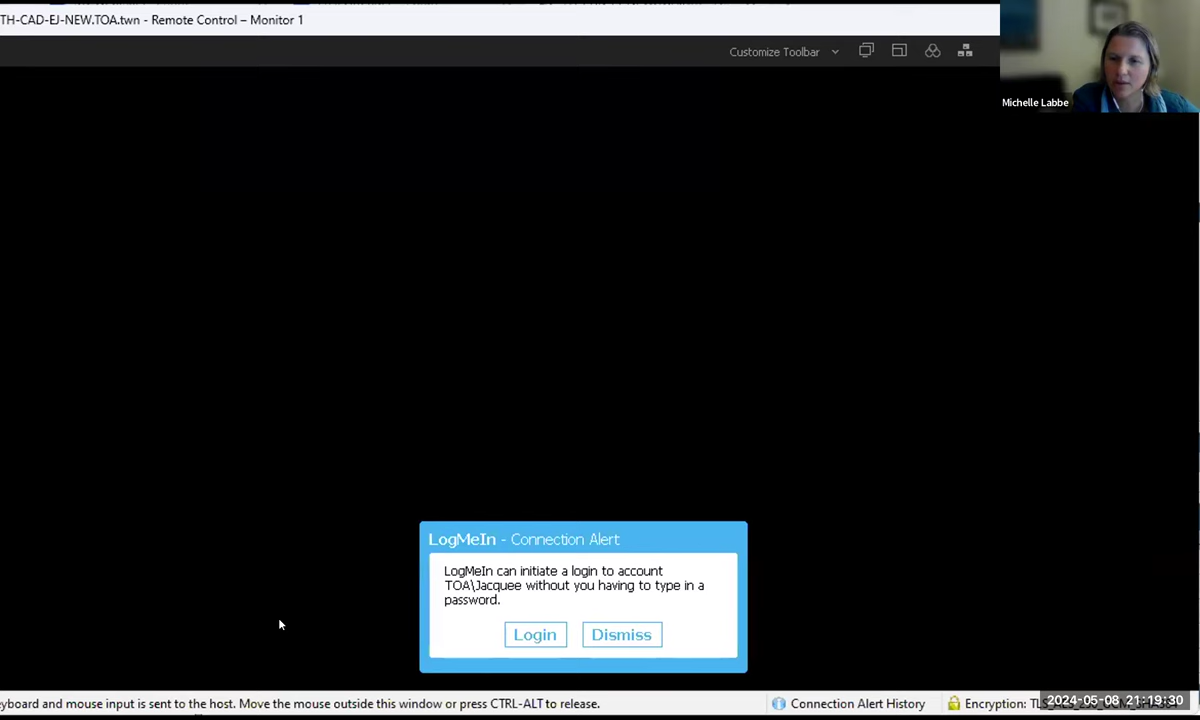 TH-CAD-EJ-NEW.TOA.twn - Remote Control – Monitor 1
Customize Toolbar
Michelle Labbe
LogMeIn - Connection Alert
LogMeIn can initiate a login to account
TOA\Jacquee without you having to type in a
password.
Login Dismiss
eyboard and mouse input is sent to the host. Move the mouse outside this window or press CTRL-ALT to release.
Connection Alert History
Encryption:
2024-05-08 21:19:30